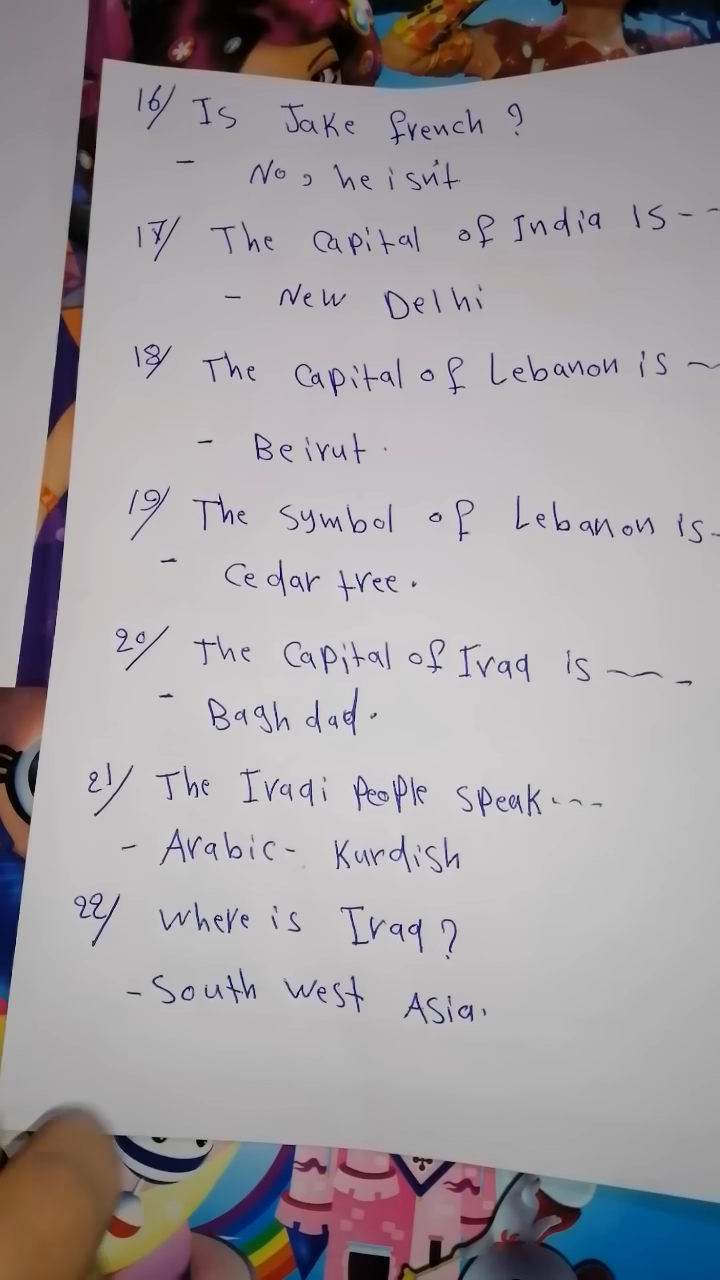 16/ Is Jake french ?
- No, he isn't
17/ The capital of India is --
- New Delhi
18/ The capital of Lebanon is ~
- Beirut.
19/ The symbol of Lebanon is-
- Cedar tree.
20/ The capital of Iraq is ~~-
- Baghdad.
21/ The Iraqi people speak...
- Arabic - Kurdish
22/ where is Iraq?
- South west Asia.